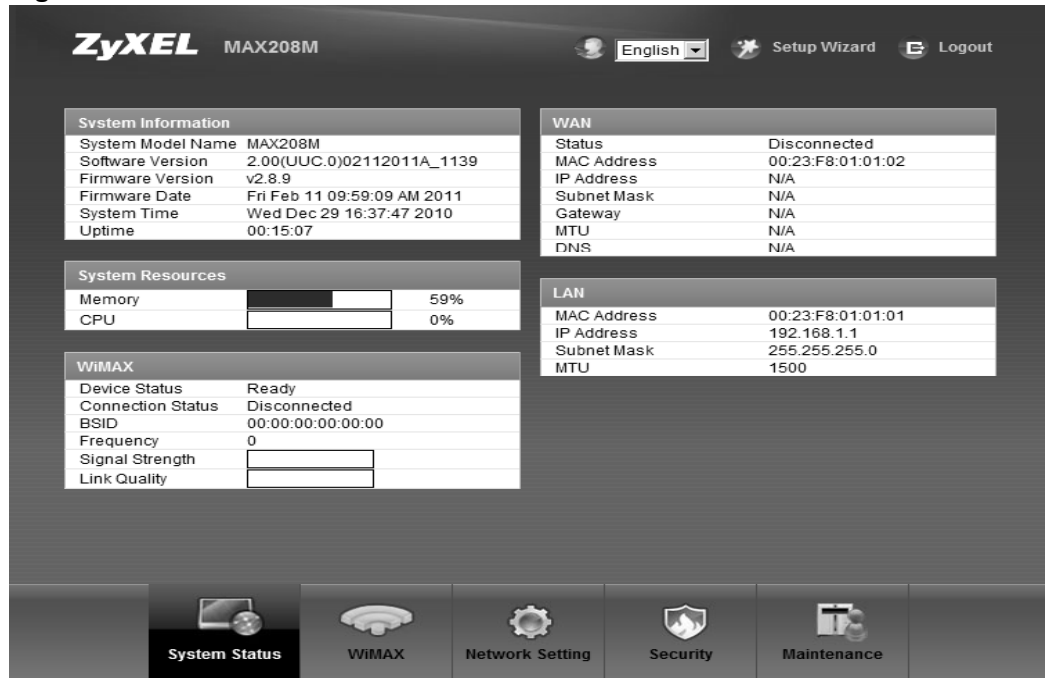 ZyXEL MAX208M English Setup Wizard Logout
System Information
System Model Name MAX208M
Software Version 2.00(UUC.0)02112011A_1139
Firmware Version v2.8.9
Firmware Date Fri Feb 11 09:59:09 AM 2011
System Time Wed Dec 29 16:37:47 2010
Uptime 00:15:07
System Resources
Memory 59%
CPU 0%
WiMAX
Device Status Ready
Connection Status Disconnected
BSID 00:00:00:00:00:00
Frequency 0
Signal Strength
Link Quality
WAN
Status Disconnected
MAC Address 00:23:F8:01:01:02
IP Address N/A
Subnet Mask N/A
Gateway N/A
MTU N/A
DNS N/A
LAN
MAC Address 00:23:F8:01:01:01
IP Address 192.168.1.1
Subnet Mask 255.255.255.0
MTU 1500
System Status WiMAX Network Setting Security Maintenance